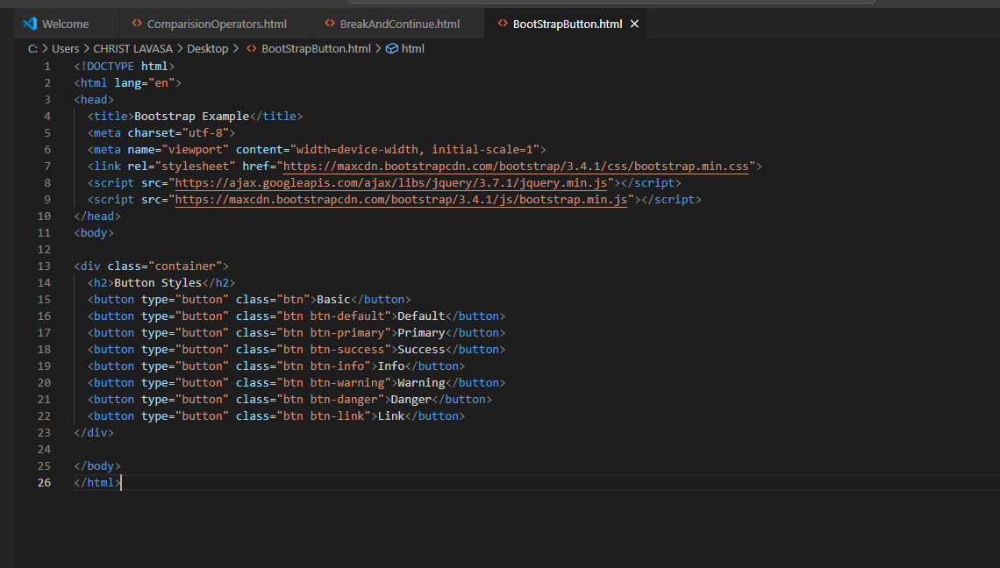 Welcome
ComparisionOperators.html
BreakAndContinue.html
BootStrapButton.html
C: > Users > CHRIST LAVASA > Desktop > BootStrapButton.html > html
1 <!DOCTYPE html>
2 <html lang="en">
3 <head>
4 <title>Bootstrap Example</title>
5 <meta charset="utf-8">
6 <meta name="viewport" content="width=device-width, initial-scale=1">
7 <link rel="stylesheet" href="https://maxcdn.bootstrapcdn.com/bootstrap/3.4.1/css/bootstrap.min.css">
8 <script src="https://ajax.googleapis.com/ajax/libs/jquery/3.7.1/jquery.min.js"></script>
9 <script src="https://maxcdn.bootstrapcdn.com/bootstrap/3.4.1/js/bootstrap.min.js"></script>
10 </head>
11 <body>
12
13 <div class="container">
14 <h2>Button Styles</h2>
15 <button type="button" class="btn">Basic</button>
16 <button type="button" class="btn btn-default">Default</button>
17 <button type="button" class="btn btn-primary">Primary</button>
18 <button type="button" class="btn btn-success">Success</button>
19 <button type="button" class="btn btn-info">Info</button>
20 <button type="button" class="btn btn-warning">Warning</button>
21 <button type="button" class="btn btn-danger">Danger</button>
22 <button type="button" class="btn btn-link">Link</button>
23 </div>
24
25 </body>
26 </html>